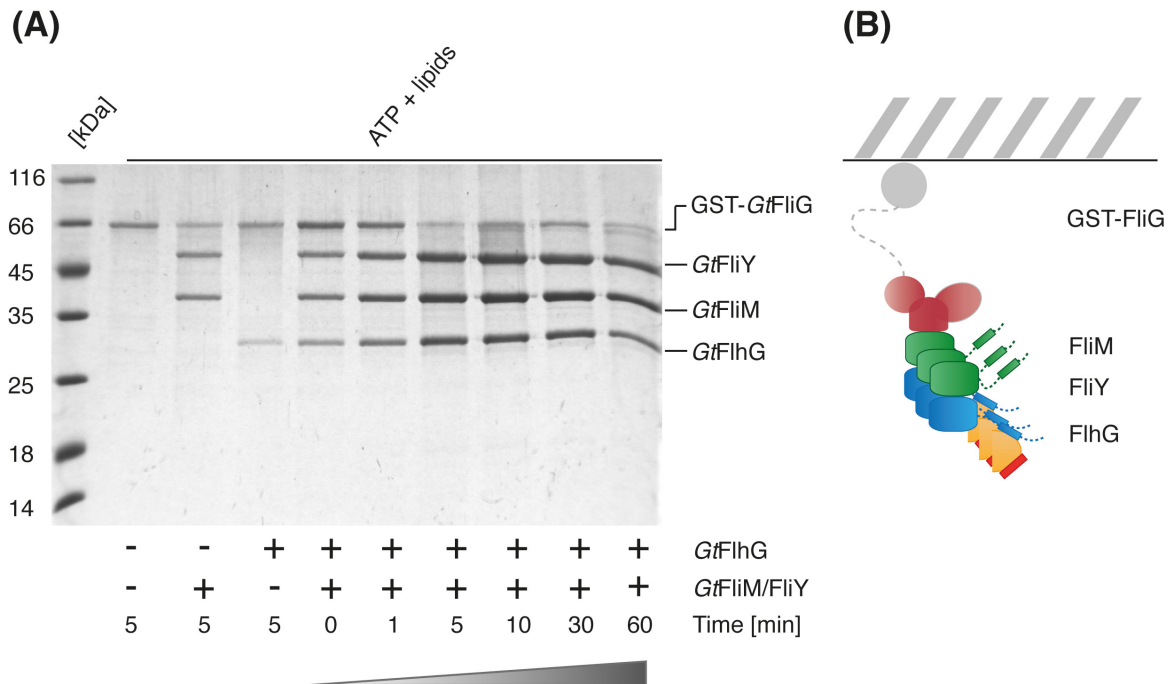 (A)
(B)
[kDa]
ATP + lipids
116
66
45
35
25
18
14
GST-GtFliG
GtFliY
GtFliM
GtFlhG
- - + + + + + + + GtFlhG
- + - + + + + + + GtFliM/FliY
5 5 5 0 1 5 10 30 60 Time [min]
GST-FliG
FliM
FliY
FlhG